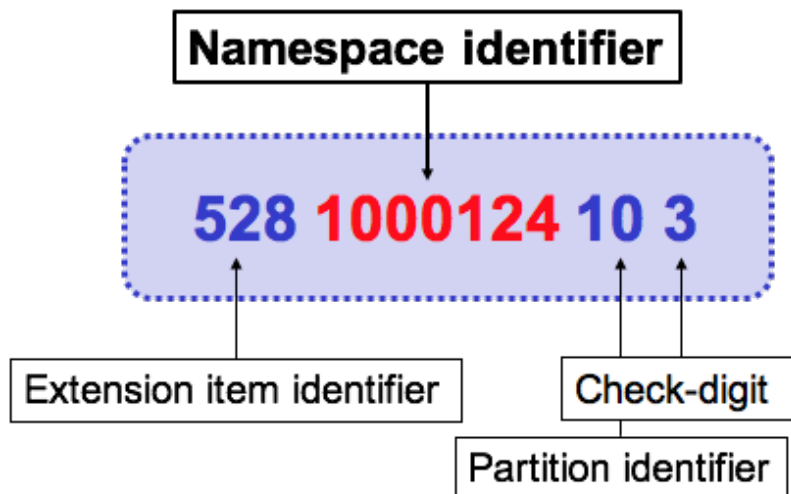 Namespace identifier
528 1000124 10 3
Extension item identifier
Check-digit
Partition identifier